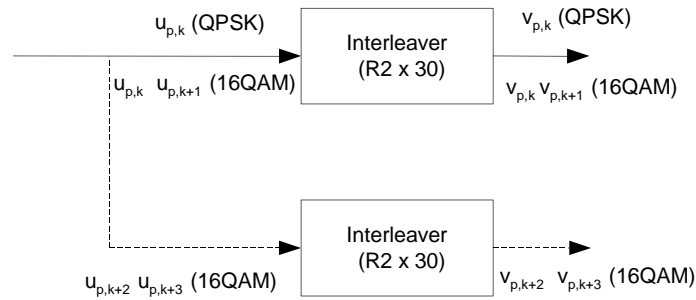 u_{p,k} (QPSK)
v_{p,k} (QPSK)
Interleaver
(R2 x 30)
u_{p,k} u_{p,k+1} (16QAM)
v_{p,k} v_{p,k+1} (16QAM)
Interleaver
(R2 x 30)
u_{p,k+2} u_{p,k+3} (16QAM)
v_{p,k+2} v_{p,k+3} (16QAM)